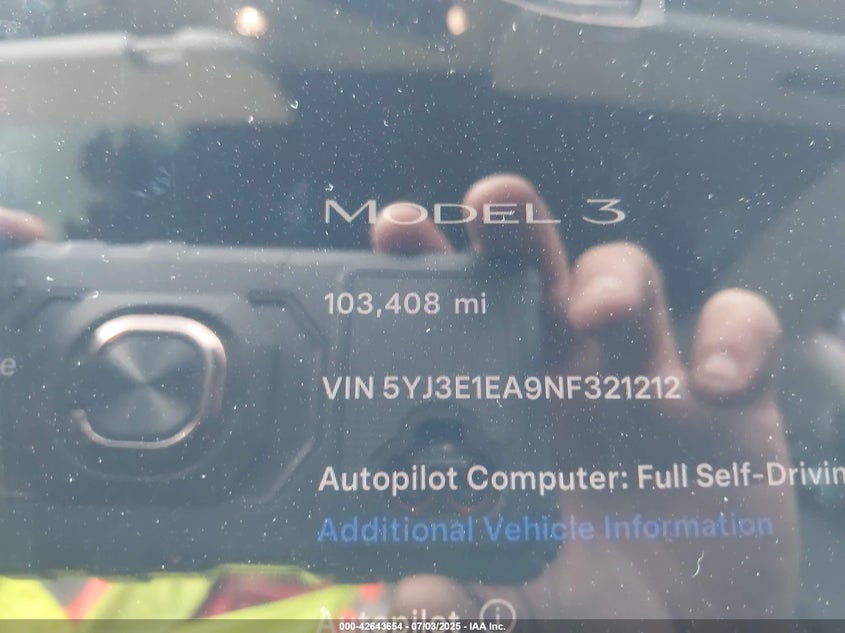 MODEL 3
103,408 mi
e
VIN 5YJ3E1EA9NF321212
Autopilot Computer: Full Self-Drivin
Additional Vehicle Information
Autopilot
000-42643654 - 07/03/2025 - IAA Inc.